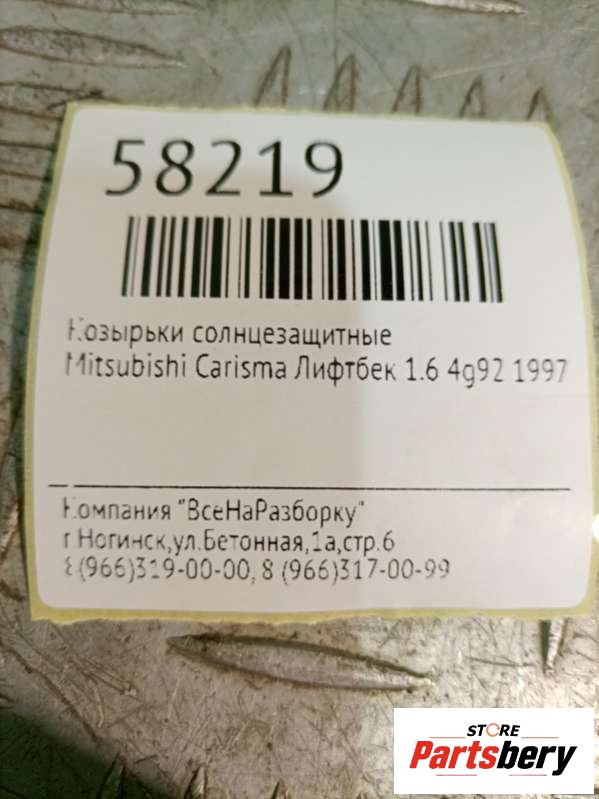 58219
Козырьки солнцезащитные
Mitsubishi Carisma Лифтбек 1.6 4g92 1997
Компания "ВсеНаРазборку"
г.Ногинск,ул.Бетонная,1а,стр.6
8 (966)319-00-00, 8 (966)317-00-99
STORE
Partsbery